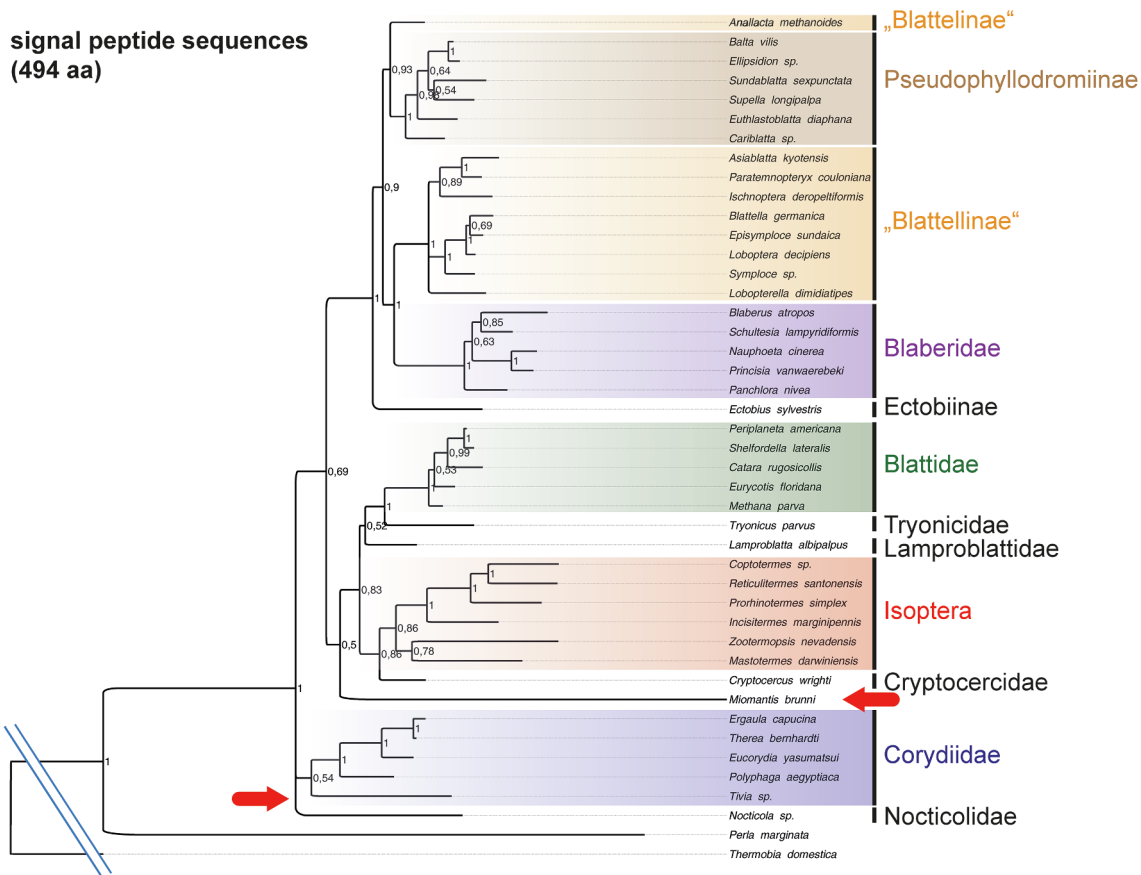 signal peptide sequences
(494 aa)
Anallacta methanoides
„Blattelinae“
Balta vilis
1
Ellipsidion sp.
0,93
0,64
Sundablatta sexpunctata
Pseudophyllodromiinae
0,54
0,98
Supella longipalpa
1
Euthlastoblatta diaphana
Cariblatta sp.
Asiablatta kyotensis
1
Paratemnopteryx couloniana
0,89
0,9
Ischnoptera deropeltiformis
Blattella germanica
„Blattellinae“
0,69
Episymploce sundaica
1
1
Loboptera decipiens
1
Symploce sp.
Lobopterella dimidiatipes
1
1
Blaberus atropos
0,85
Schultesia lampyridiformis
0,63
Nauphoeta cinerea
Blaberidae
1
1
Princisia vanwaerebeki
Panchlora nivea
Ectobius sylvestris
Ectobiinae
Periplaneta americana
1
Shelfordella lateralis
0,99
Catara rugosicollis
Blattidae
0,53
0,69
Eurycotis floridana
1
Methana parva
1
Tryonicus parvus
Tryonicidae
0,52
Lamproblatta albipalpus
Lamproblattidae
Coptotermes sp.
1
Reticulitermes santonensis
1
0,83
Prorhinotermes simplex
1
Isoptera
Incisitermes marginipennis
0,86
Zootermopsis nevadensis
0,5
0,86
0,78
Mastotermes darwiniensis
Cryptocercus wrighti
Cryptocercidae
1
Miomantis brunni
Ergaula capucina
1
Therea bernhardti
1
Eucorydia yasumatsui
Corydiidae
1
1
Polyphaga aegyptiaca
0,54
Tivia sp.
Nocticola sp.
Nocticolidae
Perla marginata
Thermobia domestica